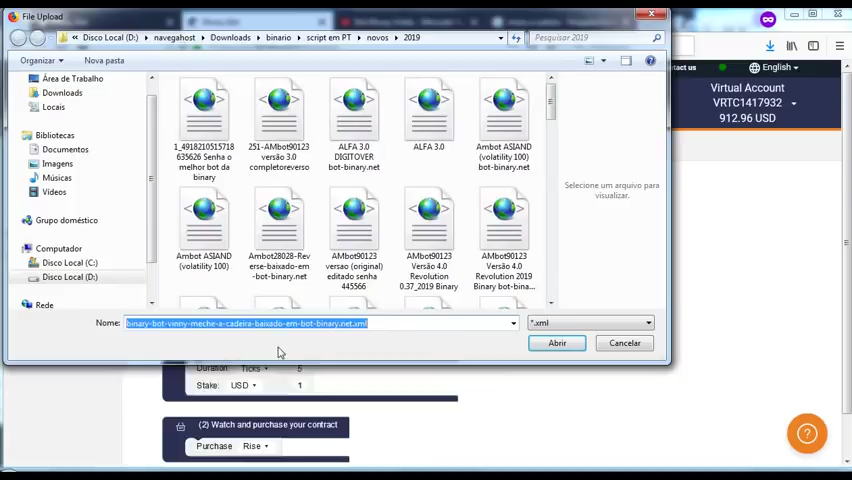 File Upload
Disco Local (D:) ▸ navegahost ▸ Downloads ▸ binario ▸ script em PT ▸ novos ▸ 2019
Pesquisar 2019
Organizar
Nova pasta
Área de Trabalho
Downloads
Locais
Bibliotecas
Documentos
Imagens
Músicas
Vídeos
Grupo doméstico
Computador
Disco Local (C:)
Disco Local (D:)
Rede
1_4918210515718
635626 Senha o
melhor bot da
binary
251-AMbot90123
versão 3.0
completoreverso
ALFA 3.0
DIGITOVER
bot-binary.net
ALFA 3.0
Ambot ASIAND
(volatility 100)
bot-binary.net
Ambot ASIAND
(volatility 100)
Ambot28028-Rev
erse-baixado-em
-bot-binary.net
AMbot90123
versao (original)
editado senha
445566
AMbot90123
Versão 4.0
Revolution
0.37_2019 Binary
AMbot90123
Versão 4.0
Revolution 2019
Binary bot-bina...
Selecione um arquivo para
visualizar.
Nome:
binary-bot-vinny-meche-a-cadeira-baixado-em-bot-binary.net.xml
*.xml
Abrir
Cancelar
act us
English
Virtual Account
VRTC1417932
912.96 USD
Duration:
Ticks
5
Stake:
USD
1
(2) Watch and purchase your contract
Purchase
Rise
?